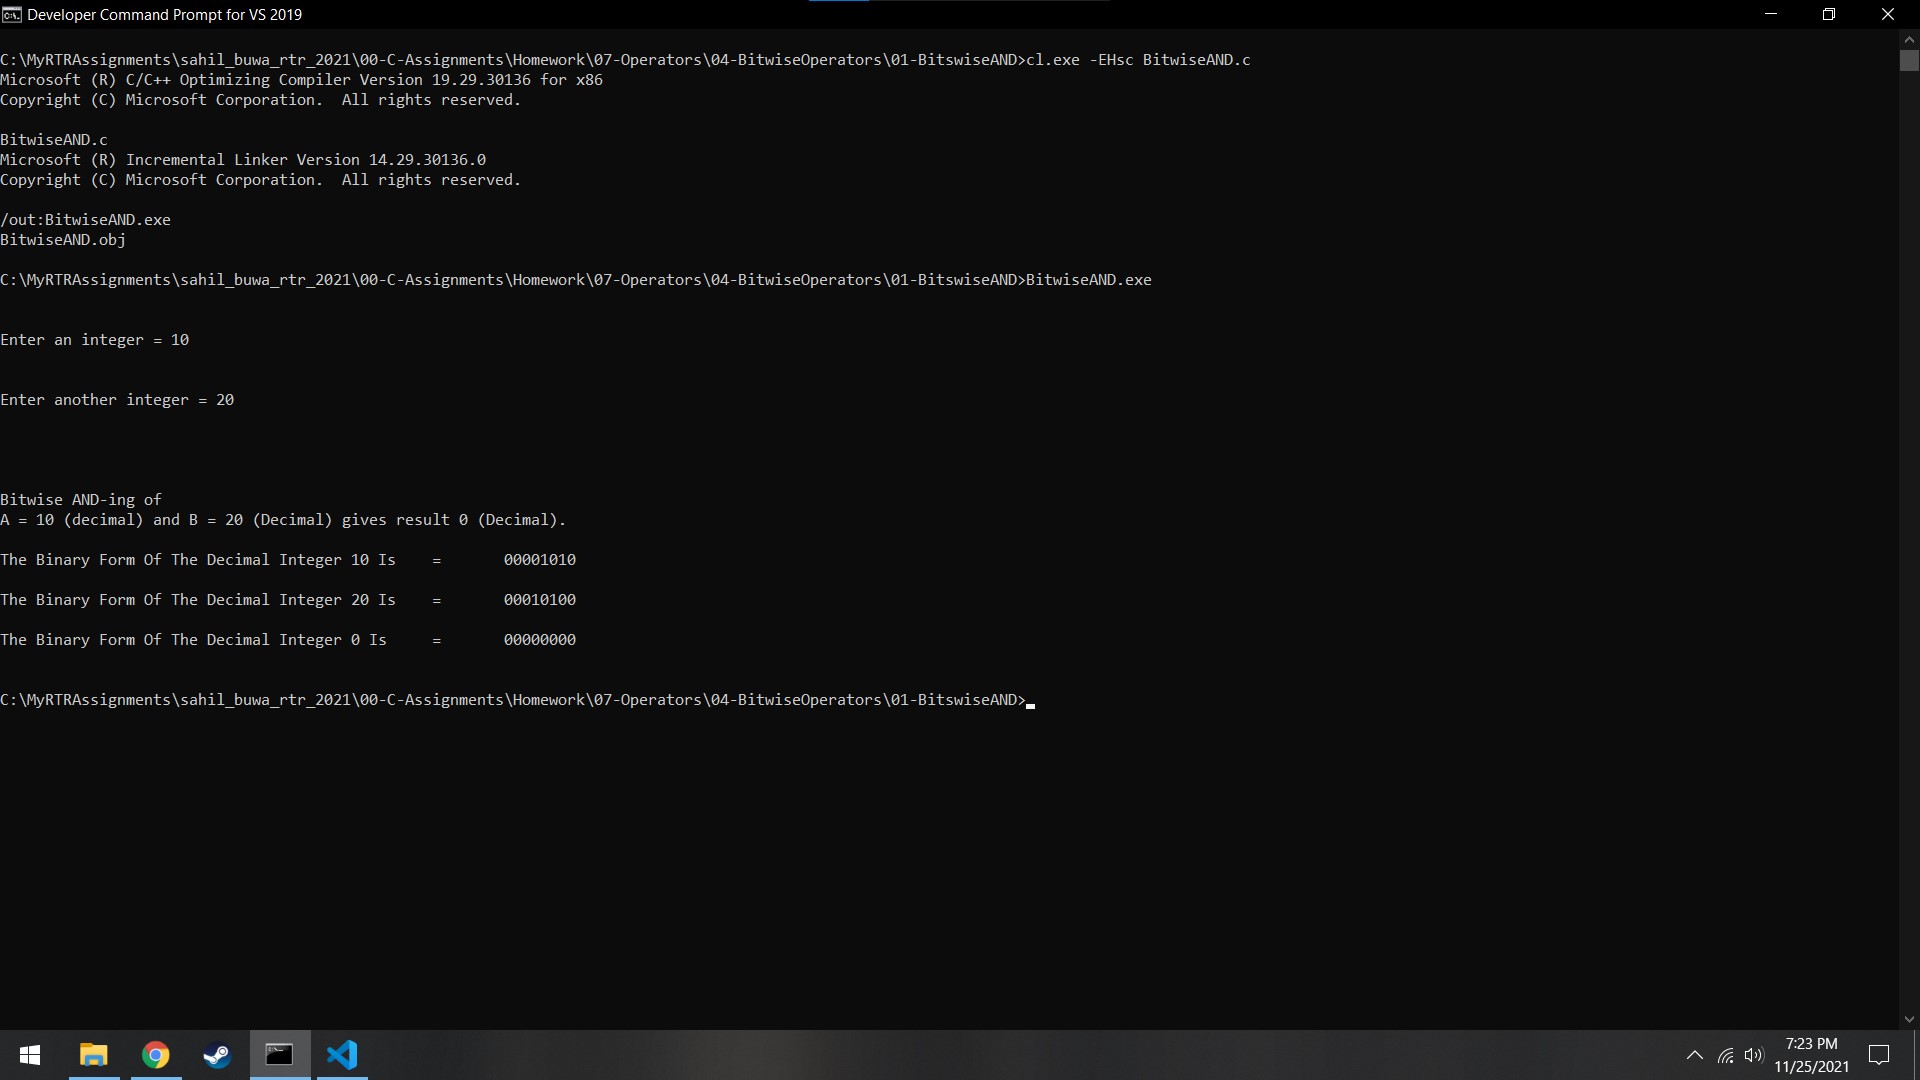 Developer Command Prompt for VS 2019
C:\MyRTRAssignments\sahil_buwa_rtr_2021\00-C-Assignments\Homework\07-Operators\04-BitwiseOperators\01-BitswiseAND>cl.exe -EHsc BitwiseAND.c
Microsoft (R) C/C++ Optimizing Compiler Version 19.29.30136 for x86
Copyright (C) Microsoft Corporation.  All rights reserved.
BitwiseAND.c
Microsoft (R) Incremental Linker Version 14.29.30136.0
Copyright (C) Microsoft Corporation.  All rights reserved.
/out:BitwiseAND.exe
BitwiseAND.obj
C:\MyRTRAssignments\sahil_buwa_rtr_2021\00-C-Assignments\Homework\07-Operators\04-BitwiseOperators\01-BitswiseAND>BitwiseAND.exe
Enter an integer = 10
Enter another integer = 20
Bitwise AND-ing of
A = 10 (decimal) and B = 20 (Decimal) gives result 0 (Decimal).
The Binary Form Of The Decimal Integer 10 Is    =       00001010
The Binary Form Of The Decimal Integer 20 Is    =       00010100
The Binary Form Of The Decimal Integer 0 Is     =       00000000
C:\MyRTRAssignments\sahil_buwa_rtr_2021\00-C-Assignments\Homework\07-Operators\04-BitwiseOperators\01-BitswiseAND>
7:23 PM
11/25/2021